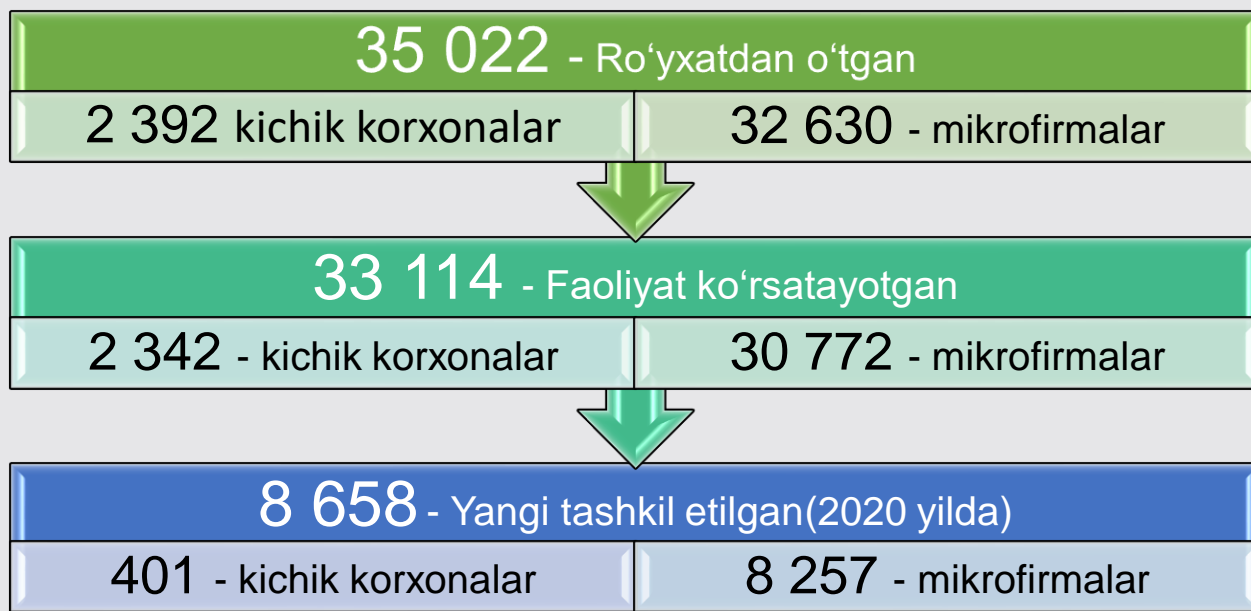 35 022 - Ro‘yxatdan o‘tgan
2 392 kichik korxonalar
32 630 - mikrofirmalar
33 114 - Faoliyat ko‘rsatayotgan
2 342 - kichik korxonalar
30 772 - mikrofirmalar
8 658 - Yangi tashkil etilgan(2020 yilda)
401 - kichik korxonalar
8 257 - mikrofirmalar